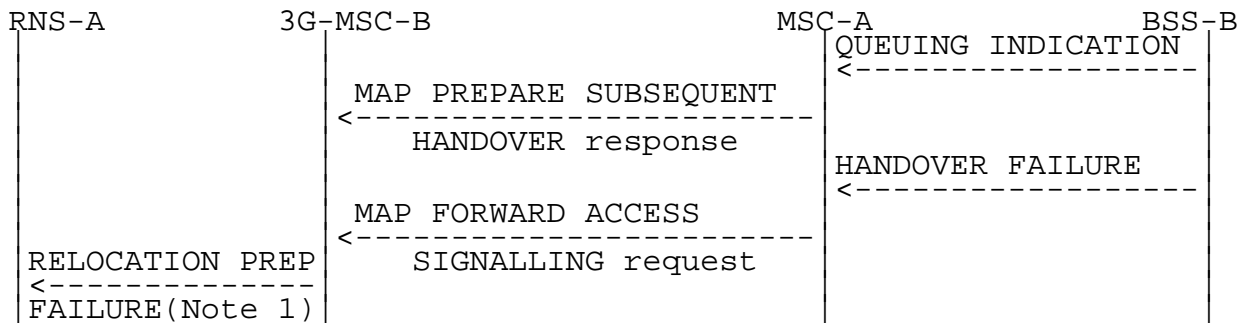 RNS-A 3G-MSC-B MSC-A BSS-B
QUEUING INDICATION
<------------------
MAP PREPARE SUBSEQUENT
<------------------------
HANDOVER response
HANDOVER FAILURE
<------------------
MAP FORWARD ACCESS
<------------------------
RELOCATION PREP SIGNALLING request
<--------------
FAILURE(Note 1)